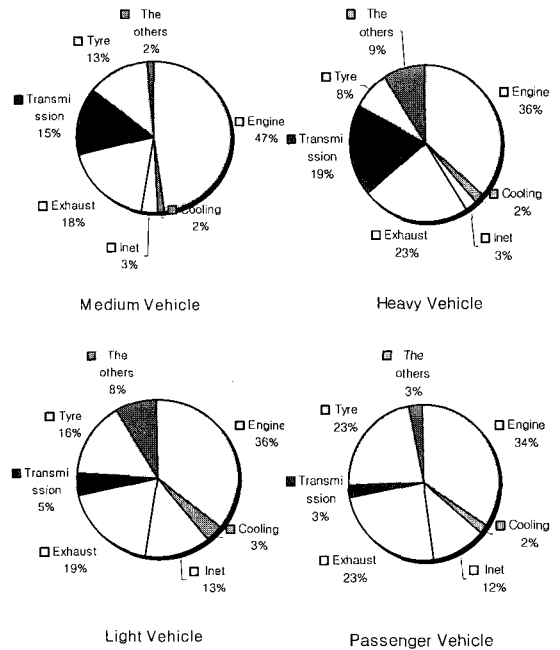 The
others
2%
Tyre
13%
Engine
47%
Transmi
ssion
15%
Exhaust
18%
Cooling
2%
Inet
3%
Medium Vehicle
The
others
9%
Tyre
8%
Engine
36%
Transmi
ssion
19%
Cooling
2%
Exhaust
23%
Inet
3%
Heavy Vehicle
The
others
8%
Tyre
16%
Engine
36%
Transmi
ssion
5%
Cooling
3%
Exhaust
19%
Inet
13%
Light Vehicle
The
others
3%
Tyre
23%
Engine
34%
Transmi
ssion
3%
Cooling
2%
Exhaust
23%
Inet
12%
Passenger Vehicle